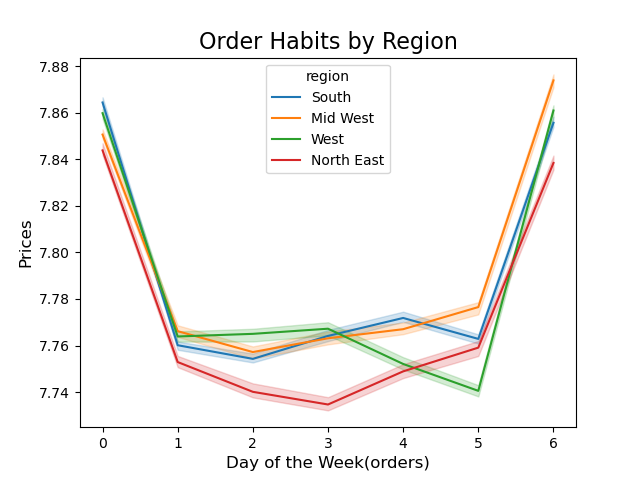 Order Habits by Region
region
South
Mid West
West
North East
Prices
7.88
7.86
7.84
7.82
7.80
7.78
7.76
7.74
0 1 2 3 4 5 6
Day of the Week(orders)